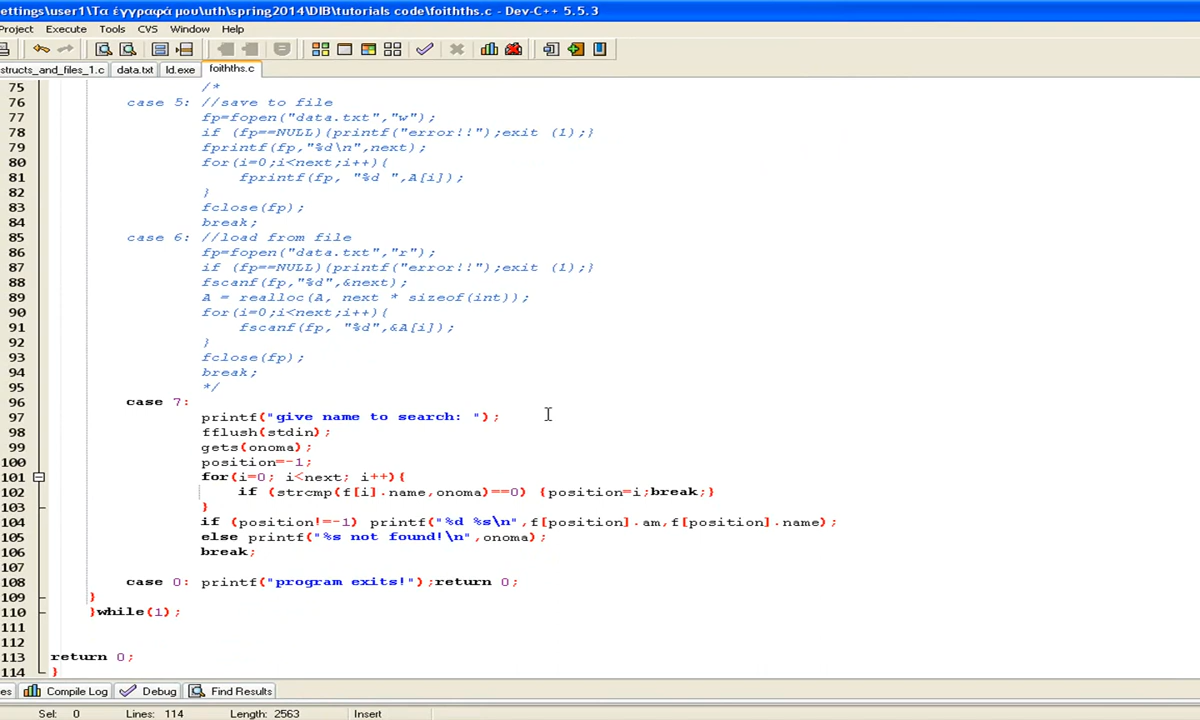 ettings\user1\Τα έγγραφά μου\uth\spring2014\DIB\tutorials code\foithths.c - Dev-C++ 5.5.3
Project Execute Tools CVS Window Help
structs_and_files_1.c data.txt ld.exe foithths.c
75 /*
76 case 5: //save to file
77 fp=fopen("data.txt","w");
78 if (fp==NULL){printf("error!!");exit (1);}
79 fprintf(fp,"%d\n",next);
80 for(i=0;i<next;i++){
81 fprintf(fp, "%d ",A[i]);
82 }
83 fclose(fp);
84 break;
85 case 6: //load from file
86 fp=fopen("data.txt","r");
87 if (fp==NULL){printf("error!!");exit (1);}
88 fscanf(fp,"%d",&next);
89 A = realloc(A, next * sizeof(int));
90 for(i=0;i<next;i++){
91 fscanf(fp, "%d",&A[i]);
92 }
93 fclose(fp);
94 break;
95 */
96 case 7:
97 printf("give name to search: ");
98 fflush(stdin);
99 gets(onoma);
100 position=-1;
101 for(i=0; i<next; i++){
102 if (strcmp(f[i].name,onoma)==0) {position=i;break;}
103 }
104 if (position!=-1) printf("%d %s\n",f[position].am,f[position].name);
105 else printf("%s not found!\n",onoma);
106 break;
107
108 case 0: printf("program exits!");return 0;
109 }
110 }while(1);
111
112
113 return 0;
114 }
es Compile Log Debug Find Results
Sel: 0 Lines: 114 Length: 2563 Insert